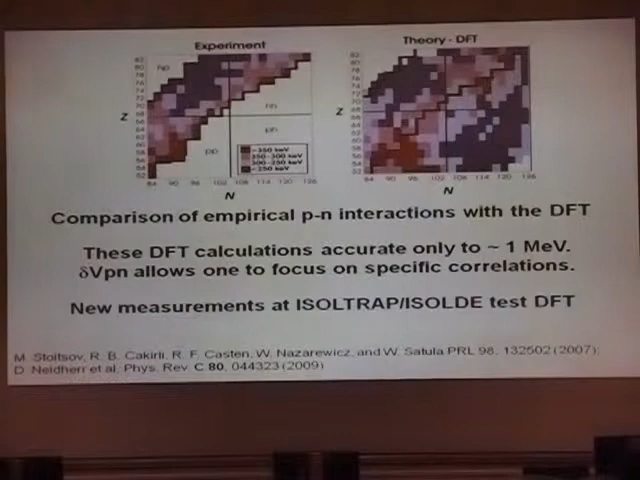 Experiment
Theory - DFT
Z
Z
N
N
Comparison of empirical p-n interactions with the DFT
These DFT calculations accurate only to ~ 1 MeV.
δVpn allows one to focus on specific correlations.
New measurements at ISOLTRAP/ISOLDE test DFT
M. Stoitsov, R. B. Cakirli, R. F. Casten, W. Nazarewicz, and W. Satula PRL 98, 132502 (2007);
D. Neidherr et al, Phys. Rev. C 80, 044323 (2009)